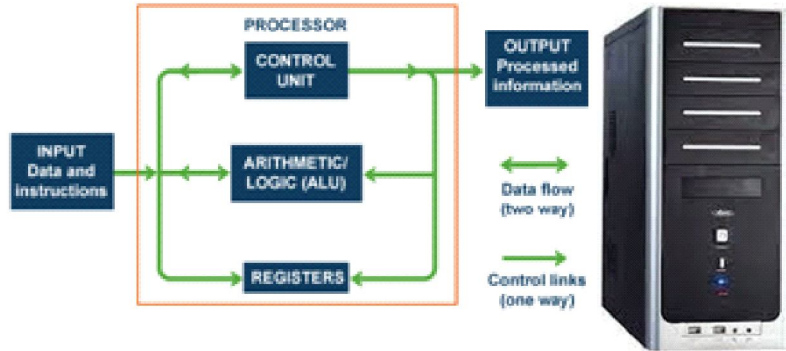 PROCESSOR
CONTROL
UNIT
OUTPUT
Processed
information
INPUT
Data and
instructions
ARITHMETIC/
LOGIC (ALU)
Data flow
(two way)
REGISTERS
Control links
(one way)